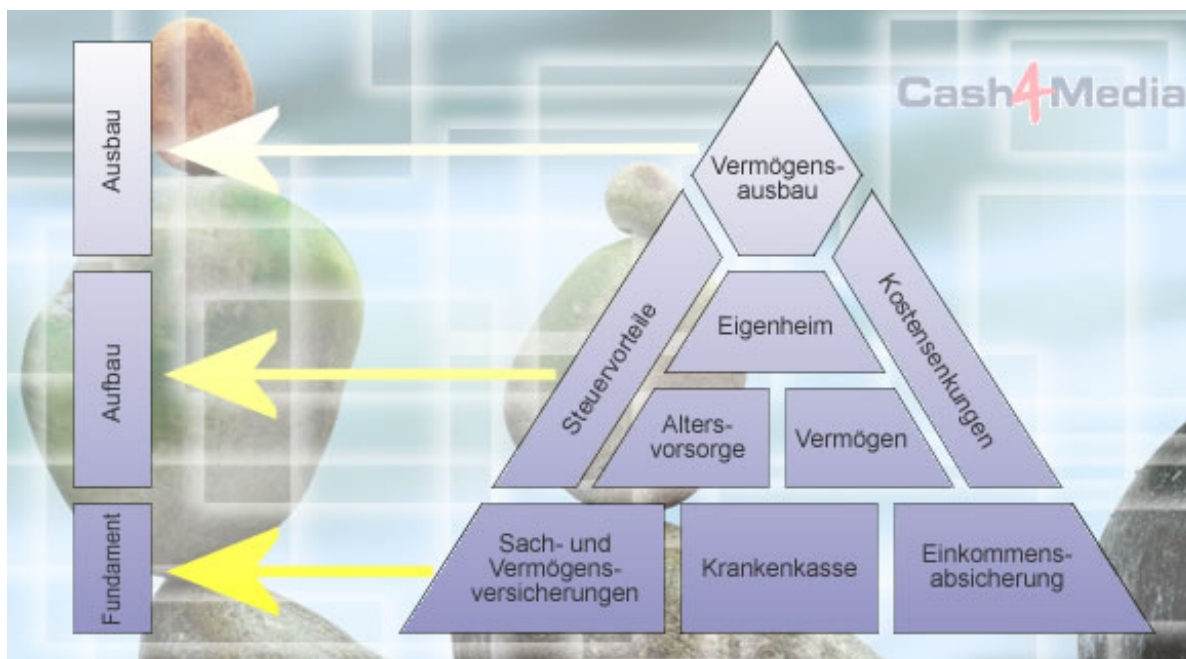 Cash4Media
Ausbau
Aufbau
Fundament
Vermögens-
ausbau
Steuervorteile
Kostensenkungen
Eigenheim
Alters-
vorsorge
Vermögen
Sach- und
Vermögens-
versicherungen
Krankenkasse
Einkommens-
absicherung